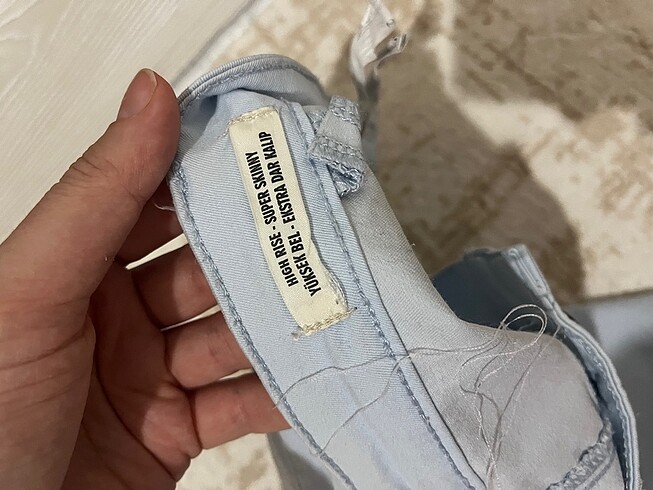 HIGH RISE - SUPER SKINNY
YÜKSEK BEL - EKSTRA DAR KALIP